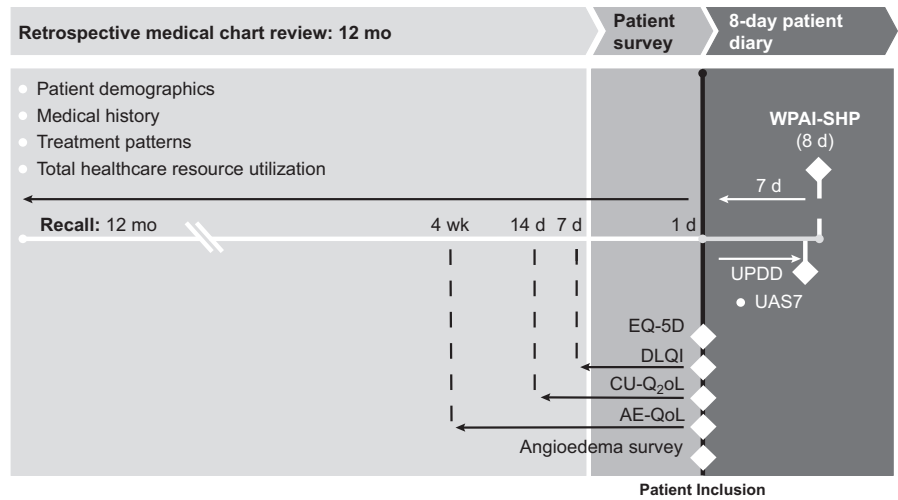 Retrospective medical chart review: 12 mo
Patient
survey
8-day patient
diary
Patient demographics
Medical history
Treatment patterns
Total healthcare resource utilization
WPAI-SHP
(8 d)
7 d
Recall: 12 mo
4 wk
14 d
7 d
1 d
UPDD
UAS7
EQ-5D
DLQI
CU-Q₂oL
AE-QoL
Angioedema survey
Patient Inclusion